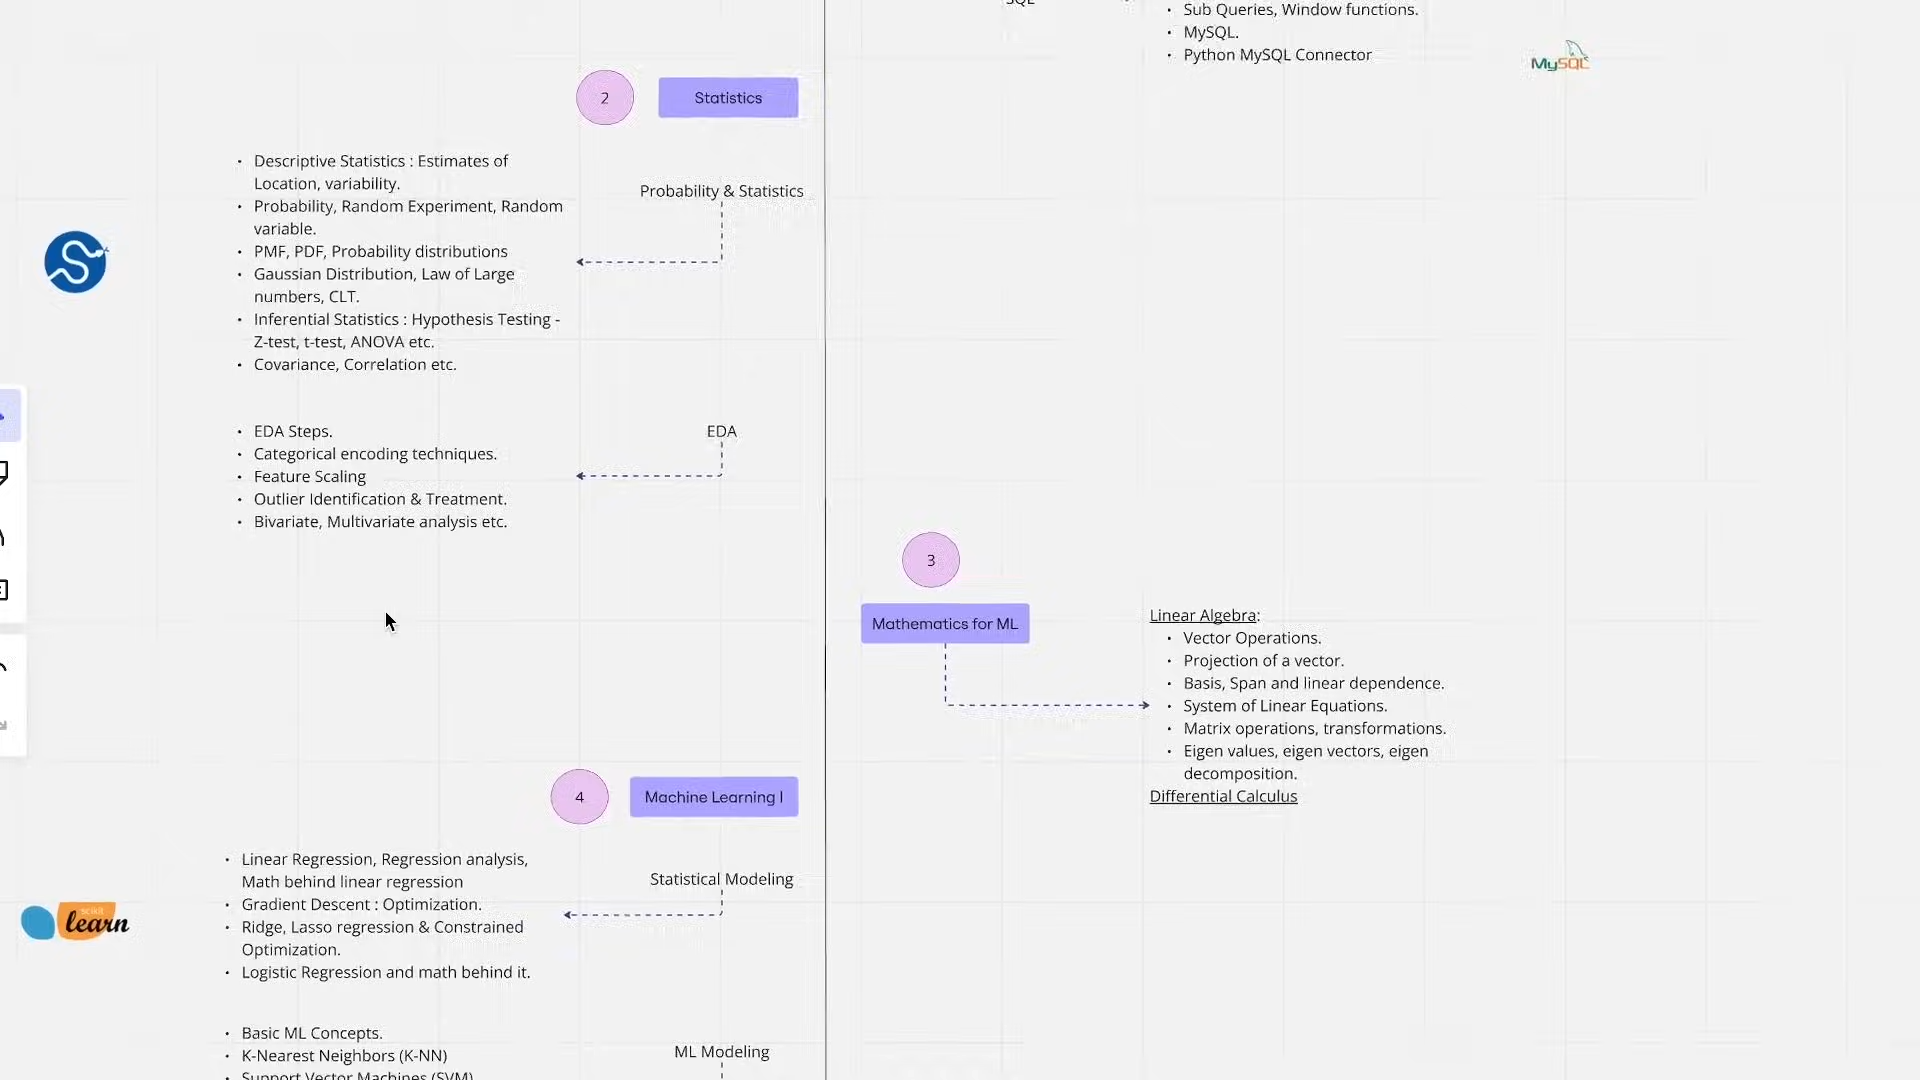 • Sub Queries, Window functions.
• MySQL.
• Python MySQL Connector
MySQL
2
Statistics
• Descriptive Statistics : Estimates of
Location, variability.
• Probability, Random Experiment, Random
variable.
• PMF, PDF, Probability distributions
• Gaussian Distribution, Law of Large
numbers, CLT.
• Inferential Statistics : Hypothesis Testing -
Z-test, t-test, ANOVA etc.
• Covariance, Correlation etc.
Probability & Statistics
• EDA Steps.
• Categorical encoding techniques.
• Feature Scaling
• Outlier Identification & Treatment.
• Bivariate, Multivariate analysis etc.
EDA
3
Mathematics for ML
Linear Algebra:
• Vector Operations.
• Projection of a vector.
• Basis, Span and linear dependence.
• System of Linear Equations.
• Matrix operations, transformations.
• Eigen values, eigen vectors, eigen
decomposition.
Differential Calculus
4
Machine Learning I
• Linear Regression, Regression analysis,
Math behind linear regression
• Gradient Descent : Optimization.
• Ridge, Lasso regression & Constrained
Optimization.
• Logistic Regression and math behind it.
Statistical Modeling
scikit
learn
• Basic ML Concepts.
• K-Nearest Neighbors (K-NN)
• Support Vector Machines (SVM)
ML Modeling